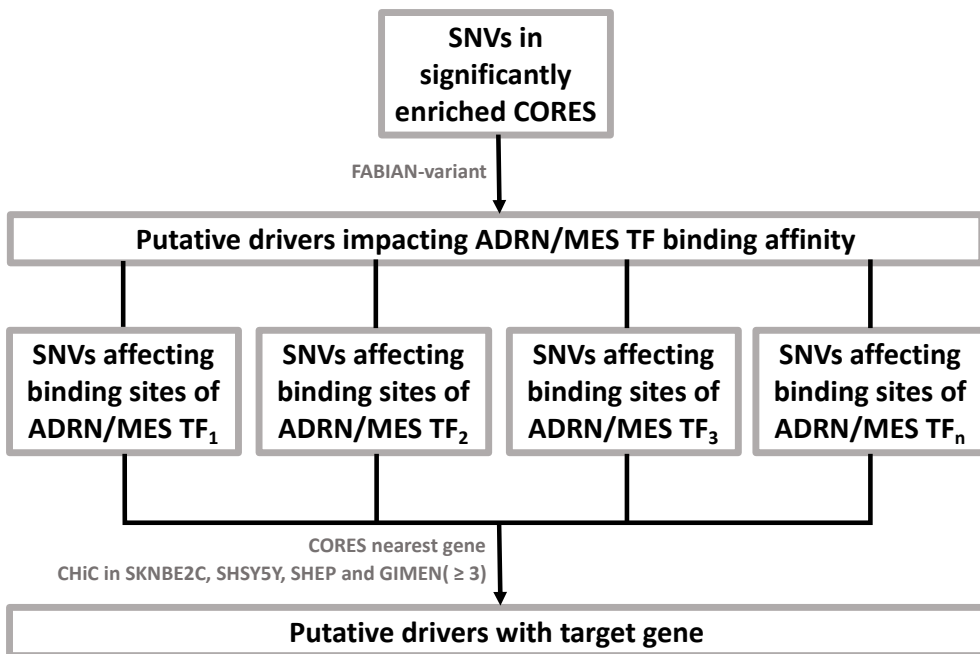 SNVs in
significantly
enriched CORES
FABIAN-variant
Putative drivers impacting ADRN/MES TF binding affinity
SNVs affecting
binding sites of
ADRN/MES TF₁
SNVs affecting
binding sites of
ADRN/MES TF₂
SNVs affecting
binding sites of
ADRN/MES TF₃
SNVs affecting
binding sites of
ADRN/MES TFₙ
CORES nearest gene
CHiC in SKNBE2C, SHSY5Y, SHEP and GIMEN( ≥ 3)
Putative drivers with target gene